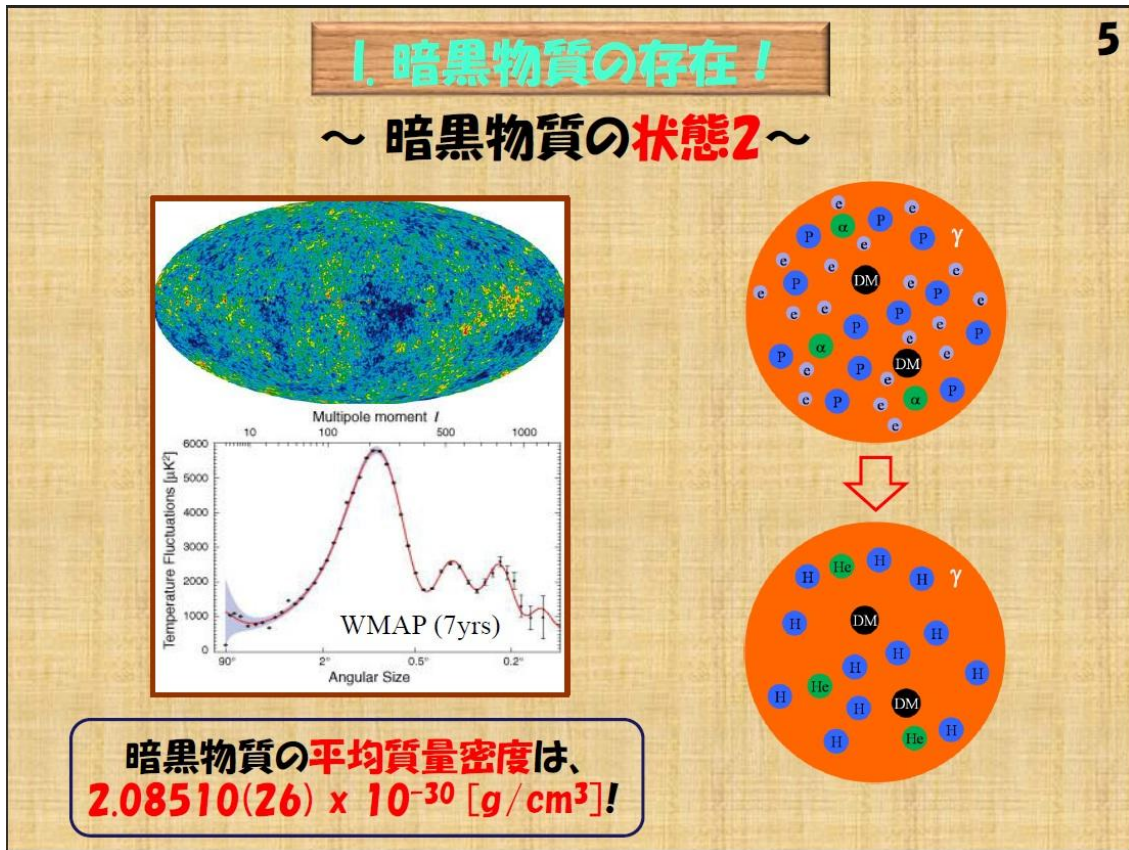 5
1. 暗黒物質の存在！
～ 暗黒物質の状態2～
Multipole moment l
10 100 500 1000
Temperature Fluctuations [μK²]
6000
5000
4000
3000
2000
1000
0
WMAP (7yrs)
90° 2° 0.5° 0.2°
Angular Size
暗黒物質の平均質量密度は、
2.08510(26) x 10⁻³⁰ [g/cm³]!
e
e
α
P
P
P
γ
e
e
e
e
P
DM
e
P
e
e
e
e
P
P
e
P
e
α
P
P
DM
e
e
e
P
e
P
e
α
e
P
e
H
He
H
H
γ
H
DM
H
H
H
H
He
H
H
DM
H
He
H